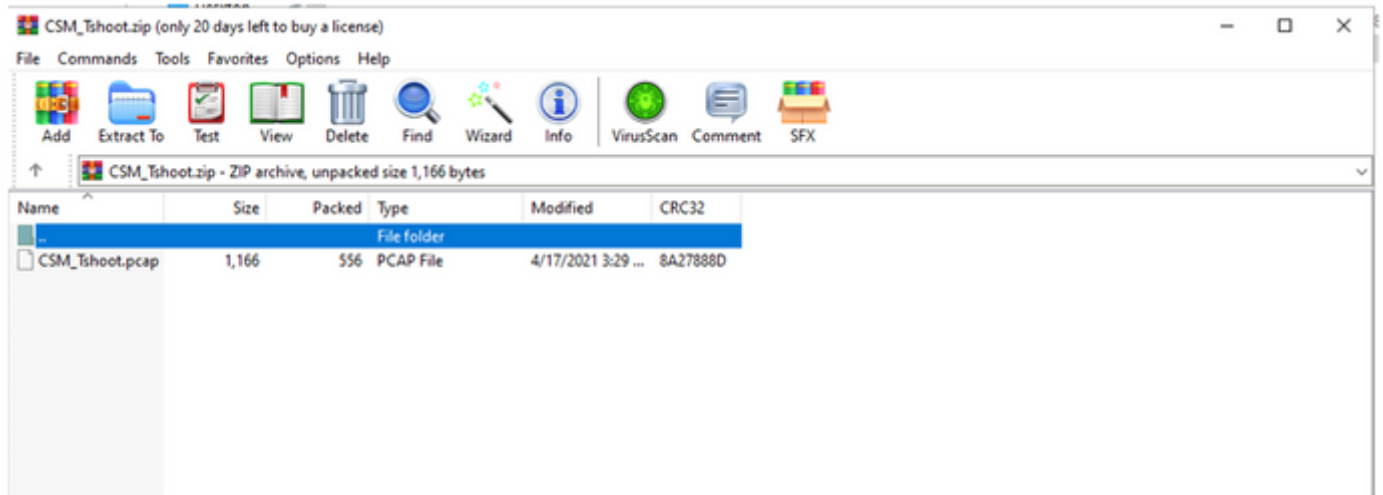 CSM_Tshoot.zip (only 20 days left to buy a license)
File Commands Tools Favorites Options Help
Add Extract To Test View Delete Find Wizard Info VirusScan Comment SFX
CSM_Tshoot.zip - ZIP archive, unpacked size 1,166 bytes
Name Size Packed Type Modified CRC32
.. File folder
CSM_Tshoot.pcap 1,166 556 PCAP File 4/17/2021 3:29 ... 8A27888D